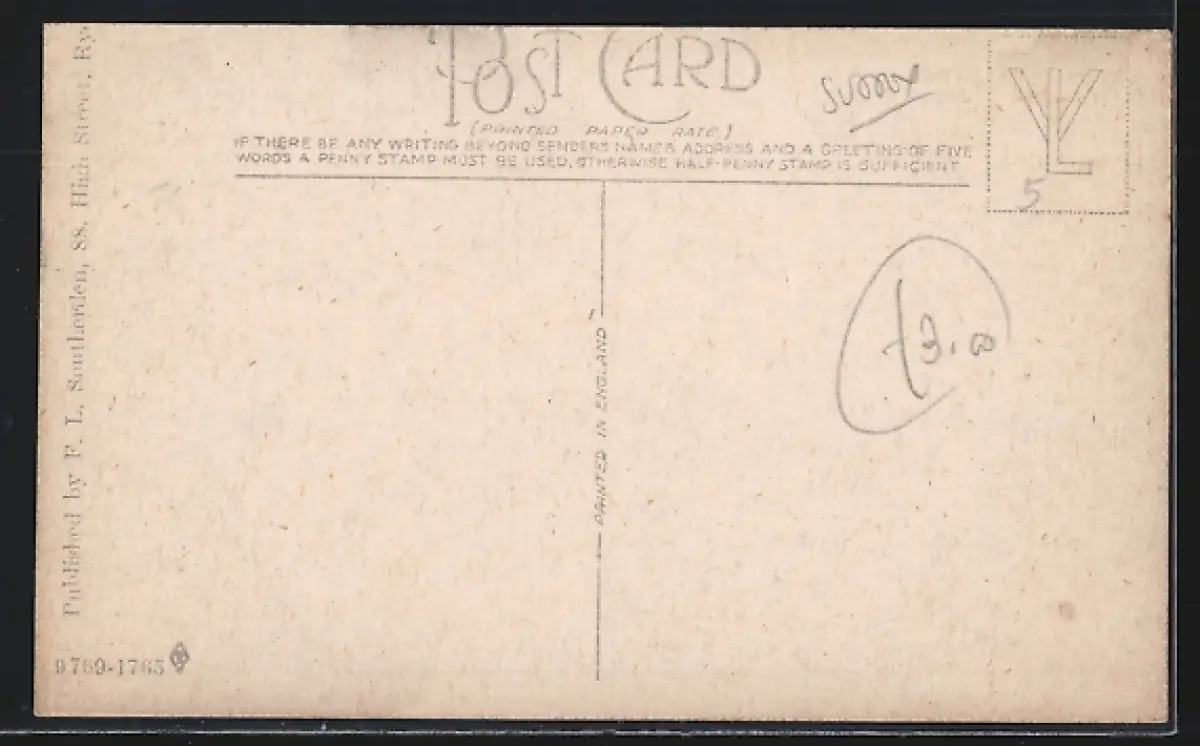 POST CARD
(PRINTED PAPER RATE)
IF THERE BE ANY WRITING BEYOND SENDERS NAME & ADDRESS AND A GREETING OF FIVE
WORDS A PENNY STAMP MUST BE USED, OTHERWISE HALF-PENNY STAMP IS SUFFICIENT
5
PRINTED IN ENGLAND
Published by F. L. Southerden, 88, High Street, Rye
9789-1765